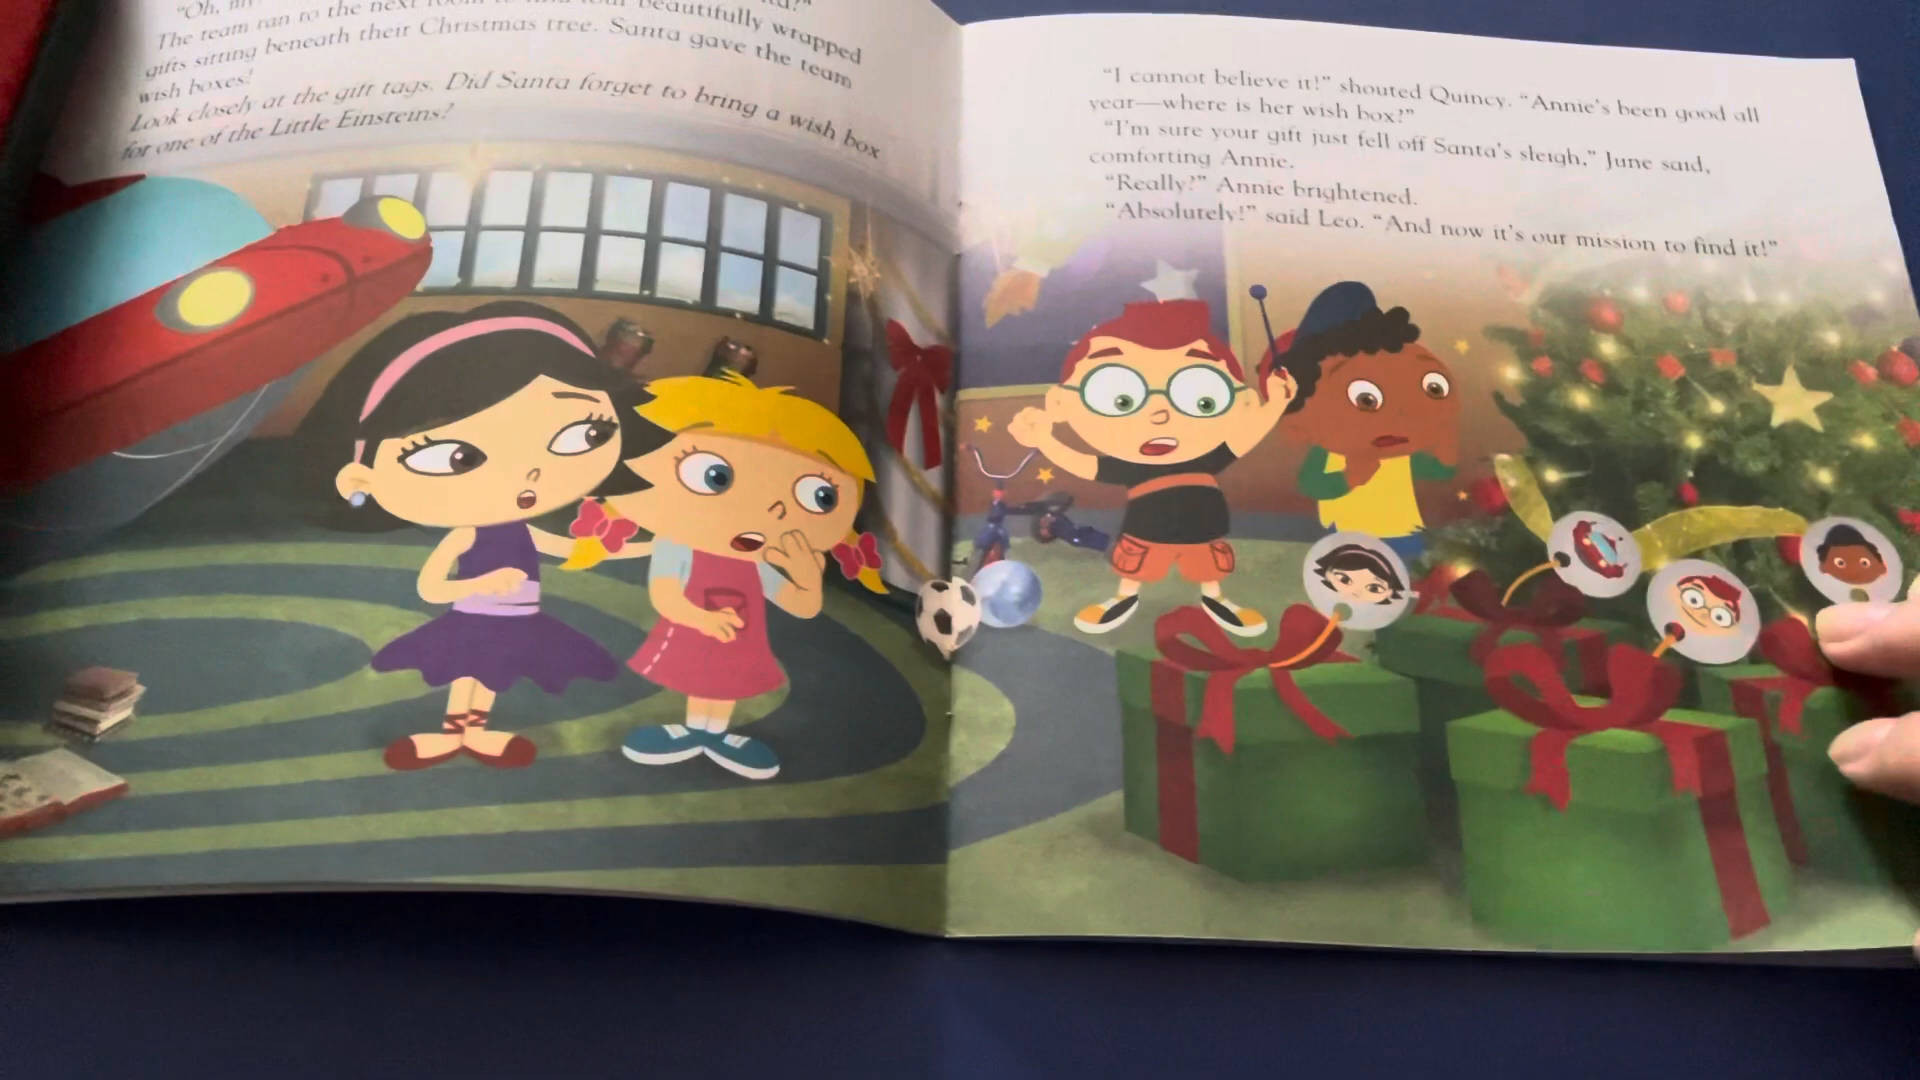 "Oh,
The team ran to the next room to find four beautifully wrapped
gifts sitting beneath their Christmas tree. Santa gave the team
wish boxes!
Look closely at the gift tags. Did Santa forget to bring a wish box
for one of the Little Einsteins?
"I cannot believe it!" shouted Quincy. "Annie's been good all
year—where is her wish box?"
"I'm sure your gift just fell off Santa's sleigh," June said,
comforting Annie.
"Really?" Annie brightened.
"Absolutely!" said Leo. "And now it's our mission to find it!"